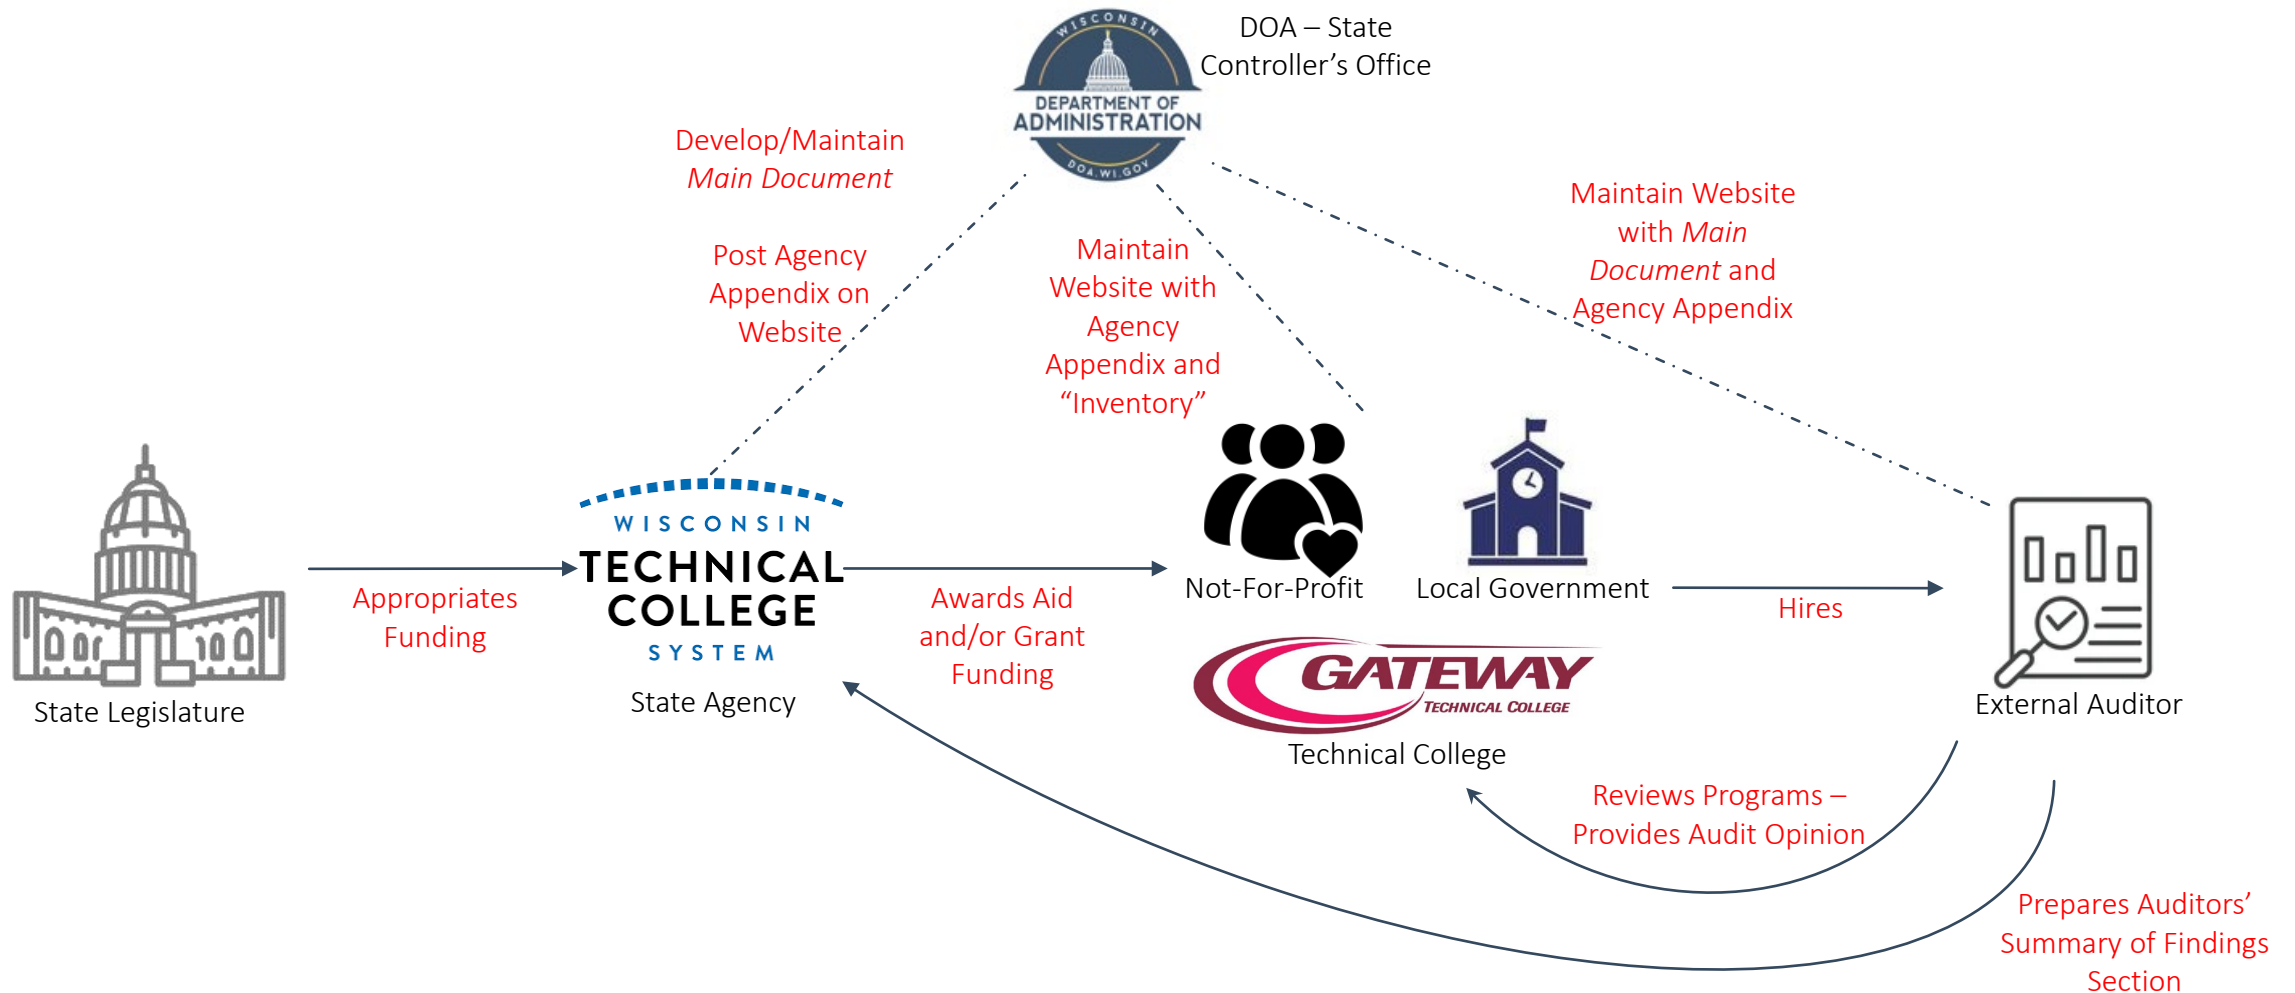 WISCONSIN
DEPARTMENT OF
ADMINISTRATION
DOA.WI.GOV
DOA – State
Controller’s Office
Develop/Maintain
Main Document
Post Agency
Appendix on
Website
Maintain
Website with
Agency
Appendix and
“Inventory”
Maintain Website
with Main
Document and
Agency Appendix
State Legislature
Appropriates
Funding
WISCONSIN
TECHNICAL
COLLEGE
SYSTEM
State Agency
Awards Aid
and/or Grant
Funding
Not-For-Profit
Local Government
GATEWAY
TECHNICAL COLLEGE
Technical College
Hires
External Auditor
Reviews Programs –
Provides Audit Opinion
Prepares Auditors’
Summary of Findings
Section